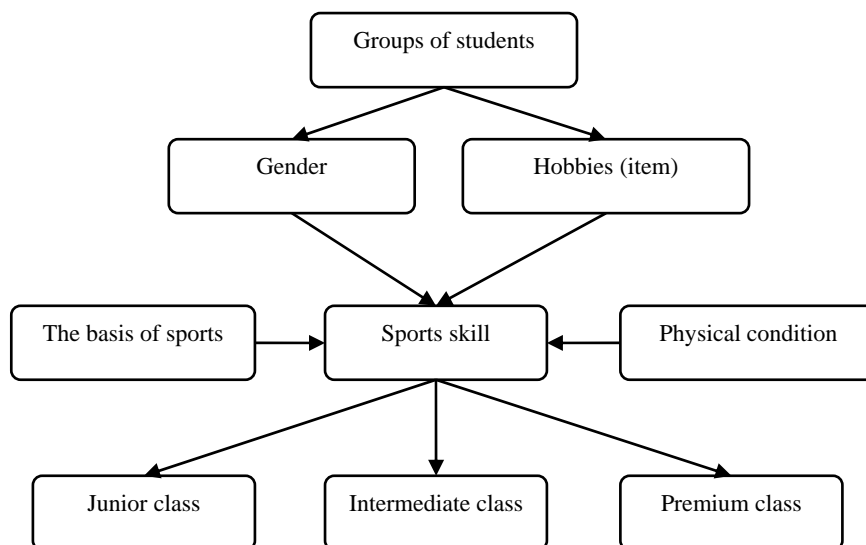 Groups of students
Gender
Hobbies (item)
The basis of sports
Sports skill
Physical condition
Junior class
Intermediate class
Premium class